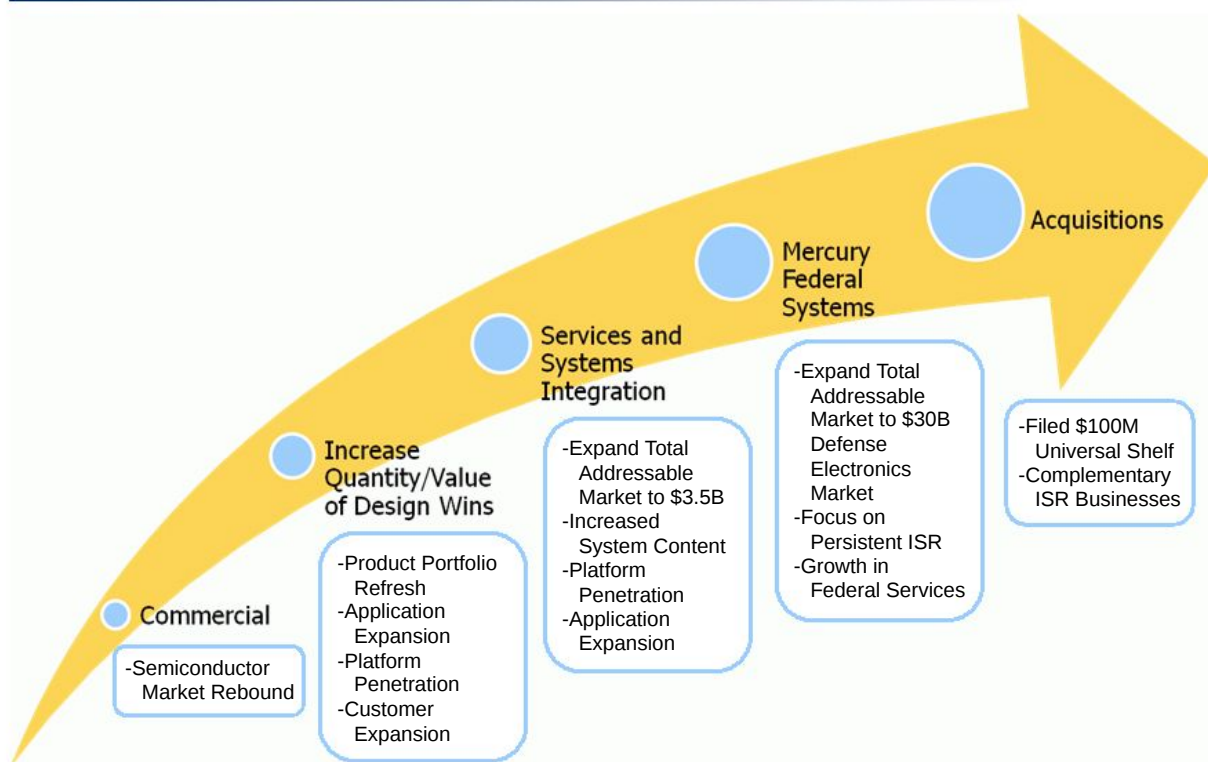 Commercial
-Semiconductor
Market Rebound
Increase
Quantity/Value
of Design Wins
-Product Portfolio
Refresh
-Application
Expansion
-Platform
Penetration
-Customer
Expansion
Services and
Systems
Integration
-Expand Total
Addressable
Market to $3.5B
-Increased
System Content
-Platform
Penetration
-Application
Expansion
Mercury
Federal
Systems
-Expand Total
Addressable
Market to $30B
Defense
Electronics
Market
-Focus on
Persistent ISR
-Growth in
Federal Services
Acquisitions
-Filed $100M
Universal Shelf
-Complementary
ISR Businesses